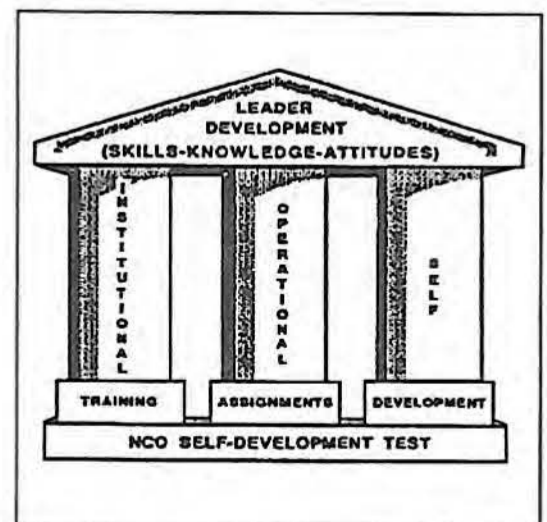 LEADER
DEVELOPMENT
(SKILLS-KNOWLEDGE-ATTITUDES)
INSTITUTIONAL
OPERATIONAL
SELF
TRAINING
ASSIGNMENTS
DEVELOPMENT
NCO SELF-DEVELOPMENT TEST